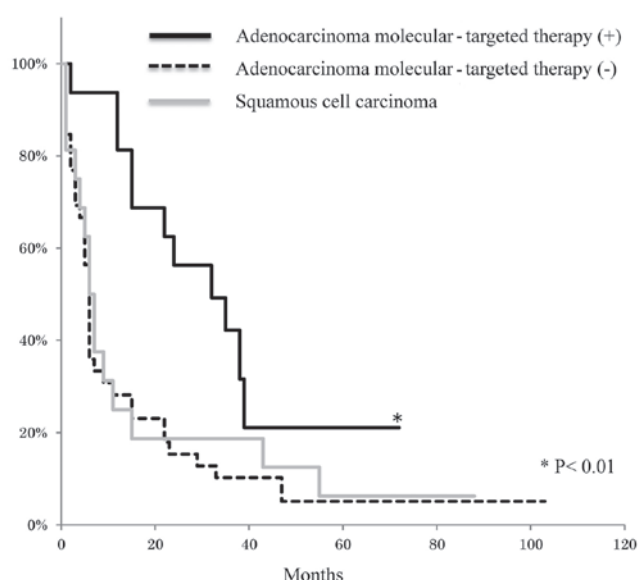 Adenocarcinoma molecular-targeted therapy (+)
Adenocarcinoma molecular-targeted therapy (-)
Squamous cell carcinoma
100%
80%
60%
40%
20%
0%
*
* P< 0.01
0 20 40 60 80 100 120
Months